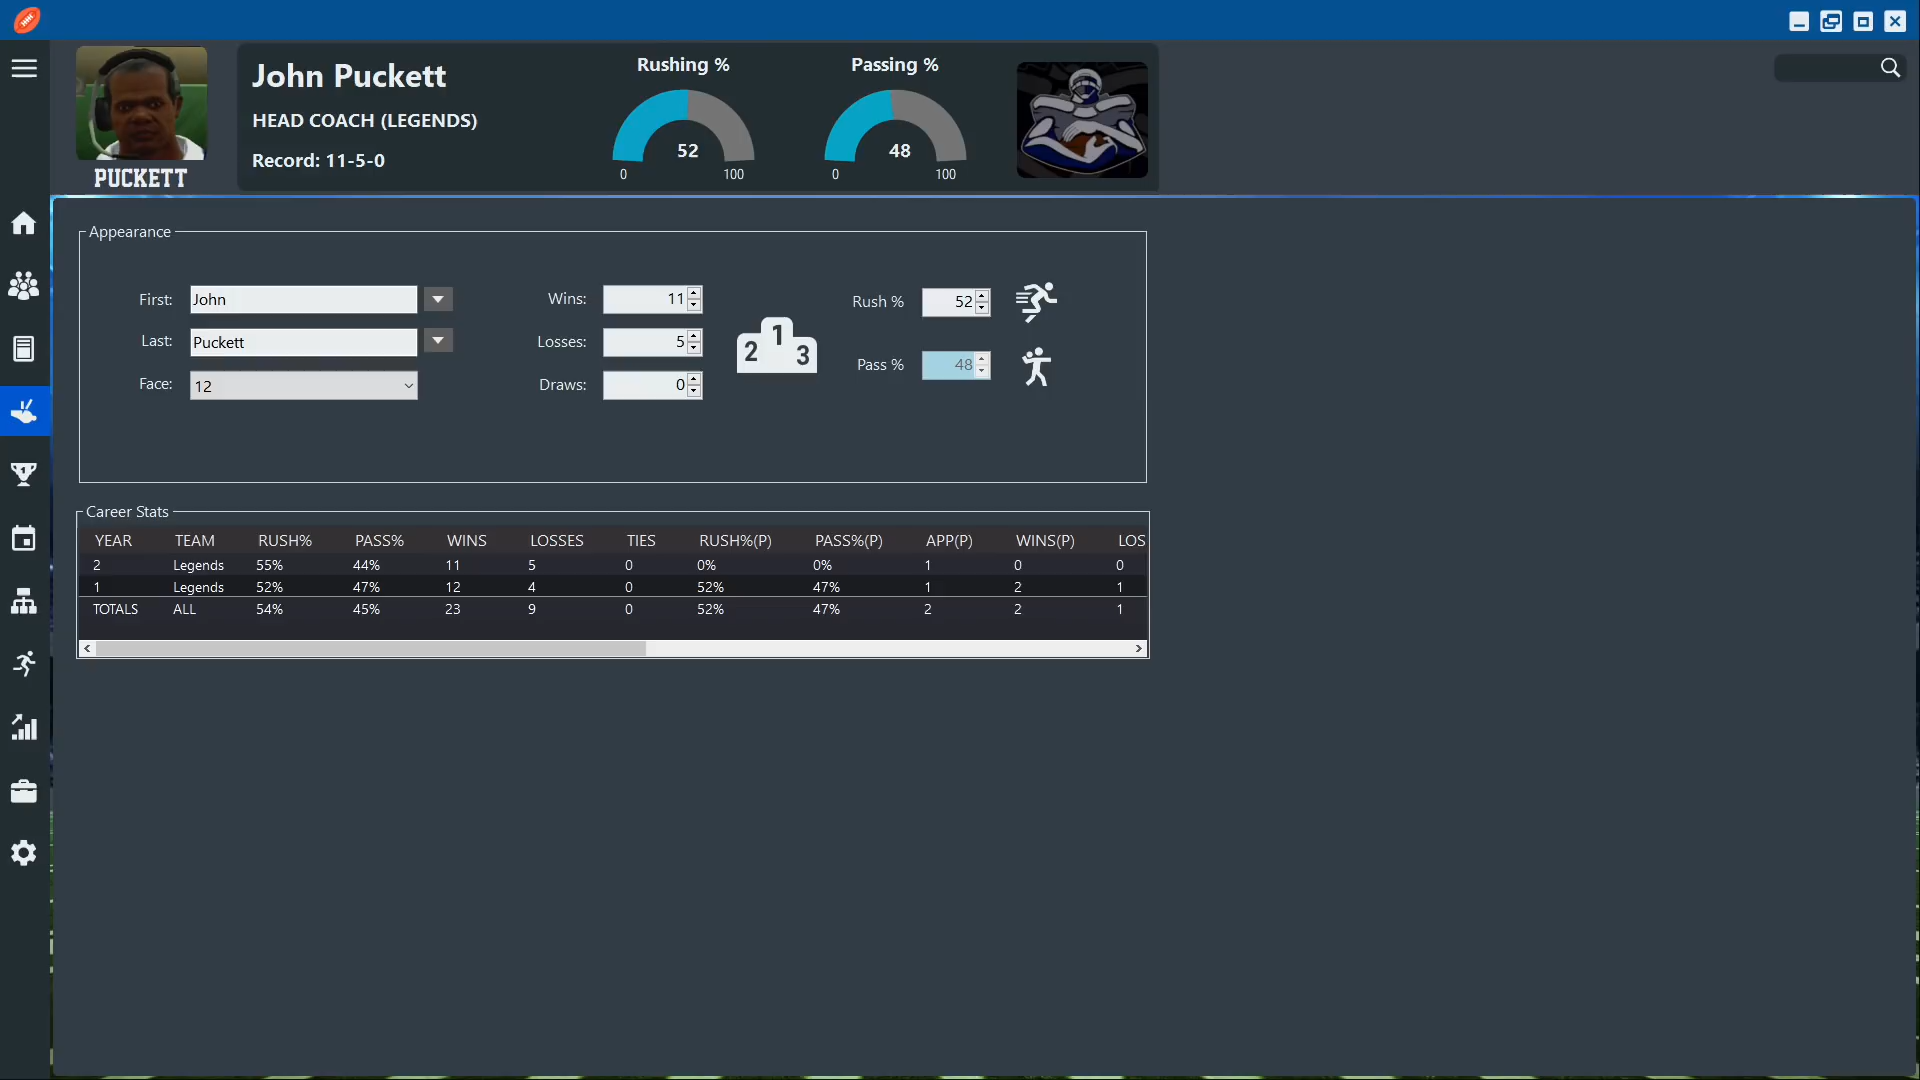 John Puckett
HEAD COACH (LEGENDS)
Record: 11-5-0
PUCKETT
Rushing %
52
0 100
Passing %
48
0 100
Appearance
First: John
Last: Puckett
Face: 12
Wins: 11
Losses: 5
Draws: 0
2 1 3
Rush % 52
Pass % 48
Career Stats
YEAR TEAM RUSH% PASS% WINS LOSSES TIES RUSH%(P) PASS%(P) APP(P) WINS(P) LOS
2 Legends 55% 44% 11 5 0 0% 0% 1 0 0
1 Legends 52% 47% 12 4 0 52% 47% 1 2 1
TOTALS ALL 54% 45% 23 9 0 52% 47% 2 2 1